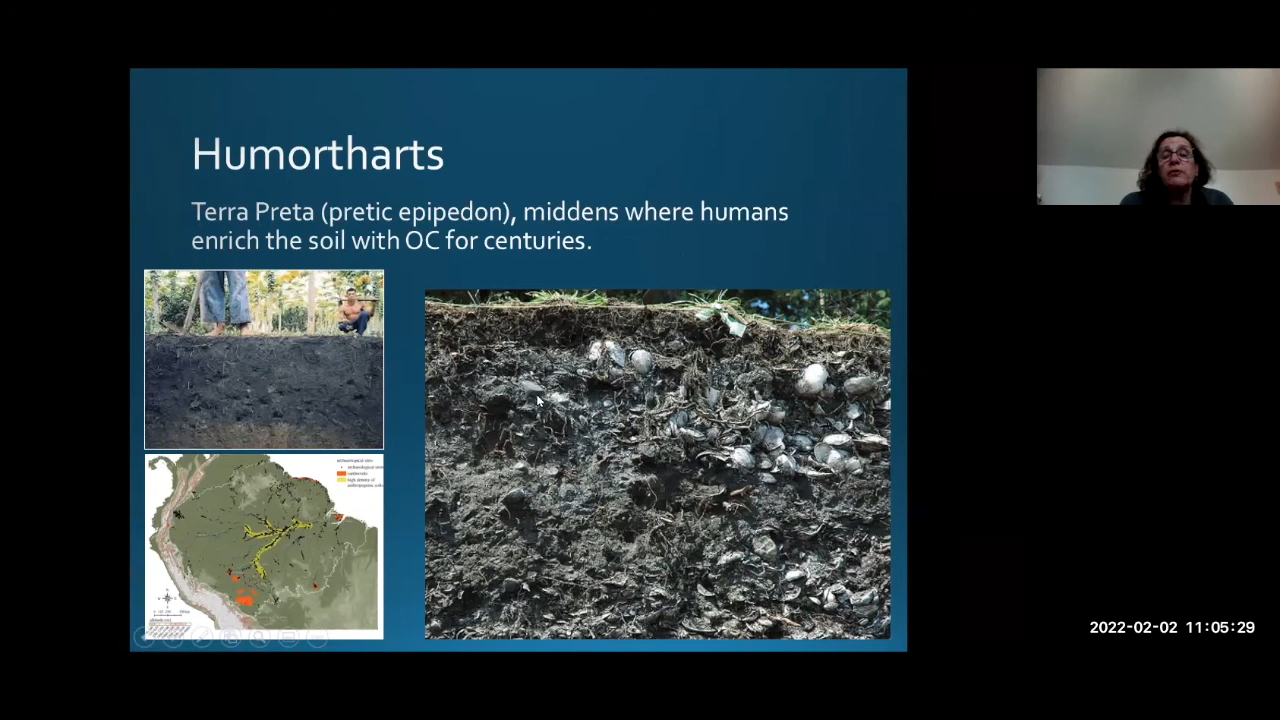 Humortharts
Terra Preta (pretic epipedon), middens where humans
enrich the soil with OC for centuries.
2022-02-02 11:05:29